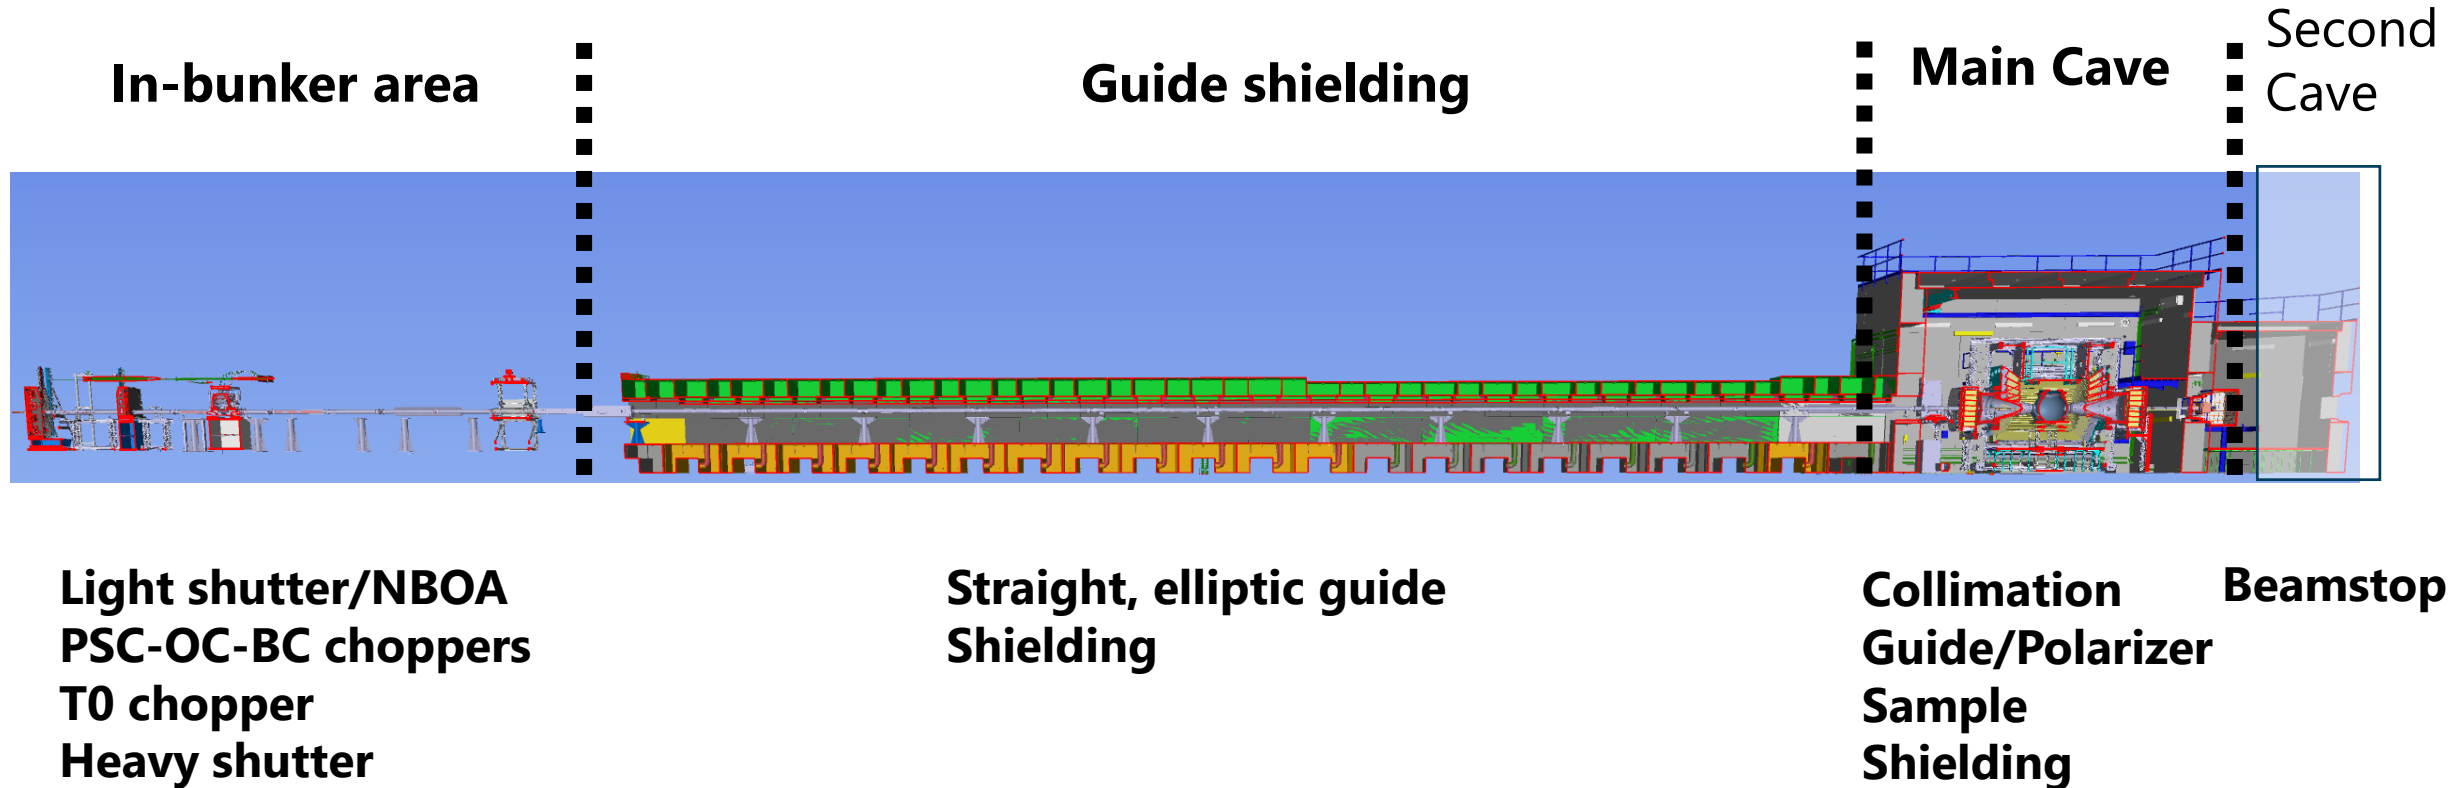 In-bunker area
Guide shielding
Main Cave
Second
Cave
Light shutter/NBOA
PSC-OC-BC choppers
T0 chopper
Heavy shutter
Straight, elliptic guide
Shielding
Collimation
Guide/Polarizer
Sample
Shielding
Beamstop